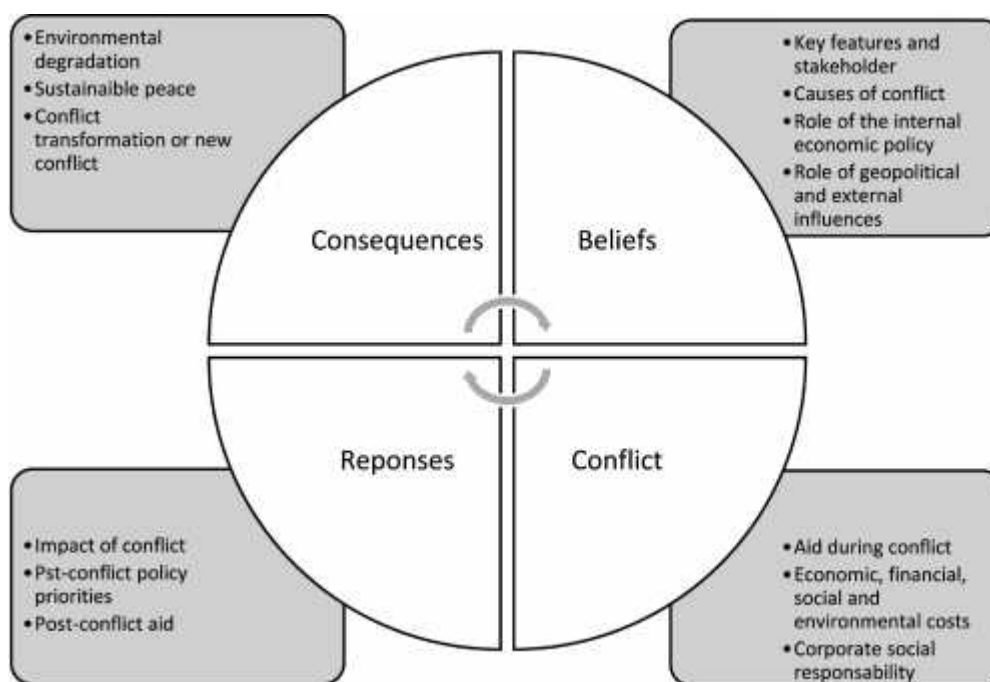 • Environmental
degradation
• Sustainaible peace
• Conflict
transformation or new
conflict
• Key features and
stakeholder
• Causes of conflict
• Role of the internal
economic policy
• Role of geopolitical
and external
influences
Consequences
Beliefs
Reponses
Conflict
• Impact of conflict
• Pst-conflict policy
priorities
• Post-conflict aid
• Aid during conflict
• Economic, financial,
social and
environmental costs
• Corporate social
responsability